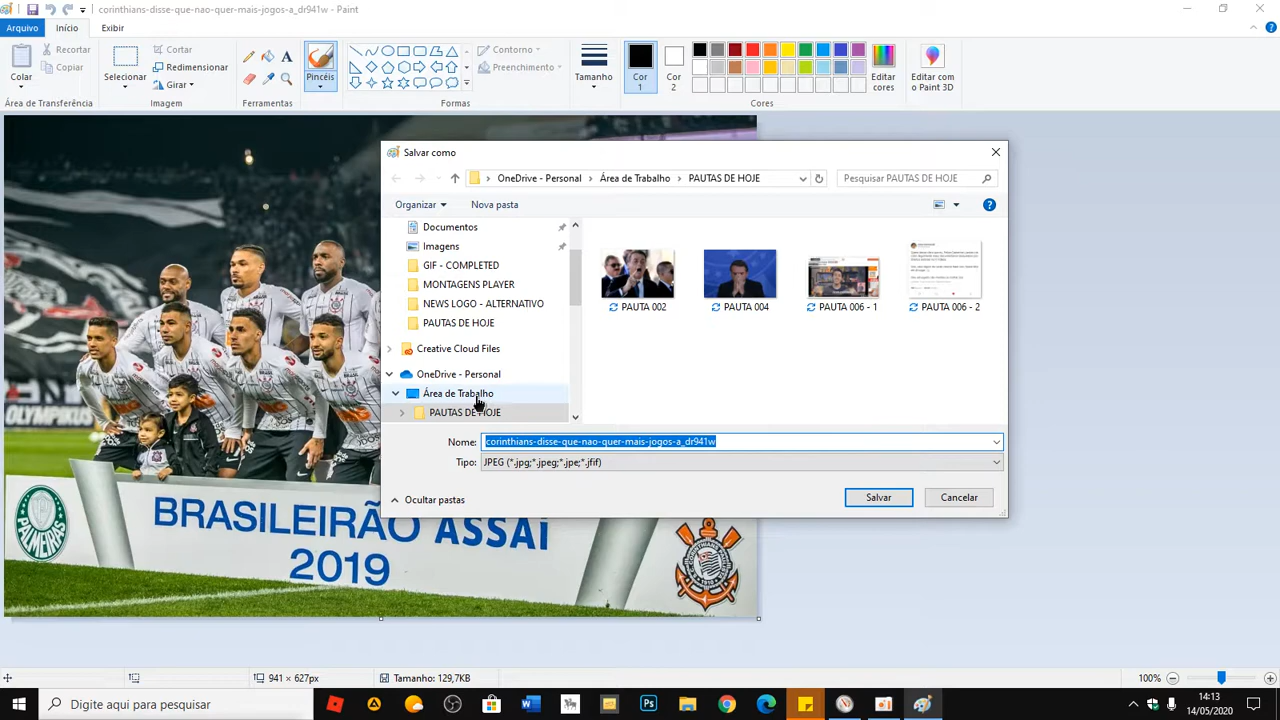 corinthians-disse-que-nao-quer-mais-jogos-a_dr941w - Paint
Arquivo Início Exibir
Colar
Recortar
Copiar
Área de Transferência
Selecionar
Cortar
Redimensionar
Girar
Imagem
Ferramentas
Pincéis
Contorno
Preenchimento
Formas
Tamanho
Cor 1
Cor 2
Editar cores
Cores
Editar com o Paint 3D
Salvar como
OneDrive - Personal Área de Trabalho PAUTAS DE HOJE
Pesquisar PAUTAS DE HOJE
Organizar Nova pasta
Documentos
Imagens
MONTAGENS PLAYER
NEWS LOGO - ALTERNATIVO
PAUTAS DE HOJE
Creative Cloud Files
OneDrive - Personal
Área de Trabalho
PAUTAS DE HOJE
PAUTA 002
PAUTA 004
PAUTA 006 - 1
PAUTA 006 - 2
Nome: corinthians-disse-que-nao-quer-mais-jogos-a_dr941w
Tipo: JPEG (*.jpg;*.jpeg;*.jpe;*.jfif)
Ocultar pastas
Salvar
Cancelar
OLYMPIKUS
PALMEIRAS
BRASILEIRÃO ASSAÍ
2019
941 × 627px
Tamanho: 129,7KB
100%
Digite aqui para pesquisar
14:13
14/05/2020